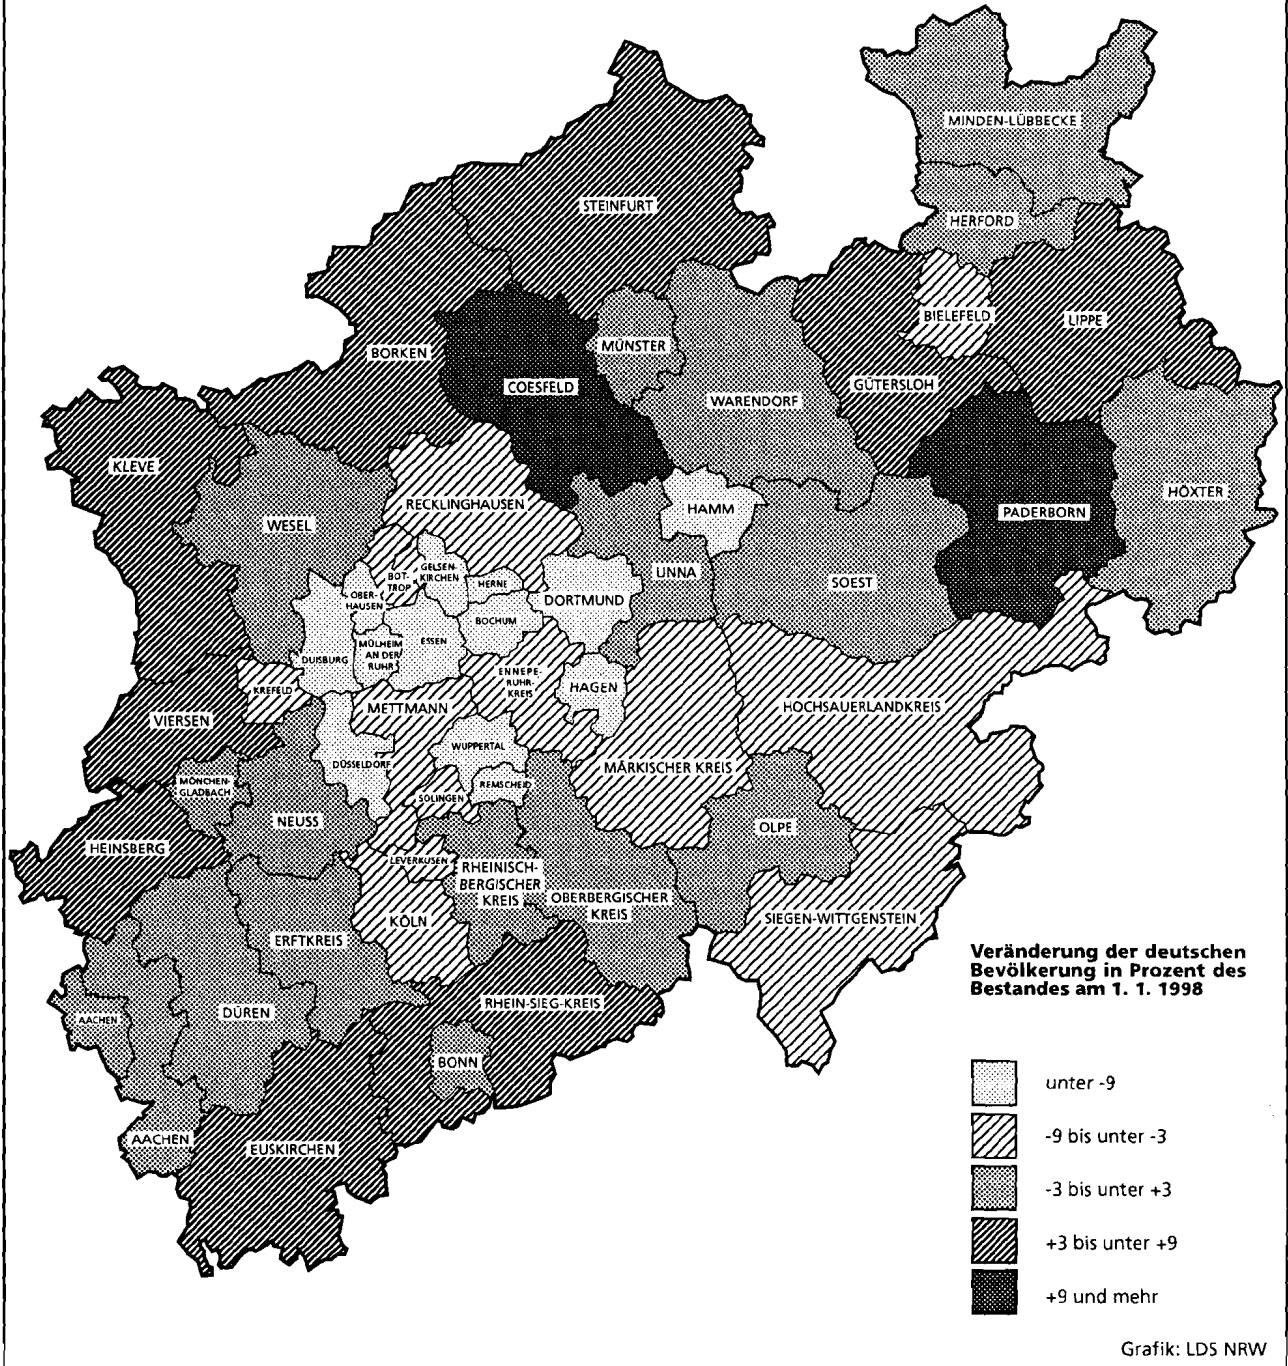 MINDEN-LÜBBECKE
STEINFURT
HERFORD
BIELEFELD
LIPPE
MÜNSTER
BORKEN
COESFELD
GÜTERSLOH
WARENDORF
KLEVE
HÖXTER
RECKLINGHAUSEN
HAMM
PADERBORN
WESEL
GELSEN-
KIRCHEN
UNNA
BOT-
TROP
HERNE
SOEST
OBER-
HAUSEN
DORTMUND
BOCHUM
ESSEN
MÜLHEIM
AN DER
RUHR
DUISBURG
ENNEPE-
RUHR-
KREIS
HAGEN
KREFELD
METTMANN
HOCHSAUERLANDKREIS
VIERSEN
WUPPERTAL
DÜSSELDORF
MÄRKISCHER KREIS
MÖNCHEN-
GLADBACH
REMSCHEID
SOLINGEN
NEUSS
OLPE
HEINSBERG
LEVERKUSEN
RHEINISCH-
BERGISCHER
KREIS
OBERBERGISCHER
KREIS
KÖLN
SIEGEN-WITTGENSTEIN
ERFTKREIS
RHEIN-SIEG-KREIS
DÜREN
AACHEN
BONN
AACHEN
EUSKIRCHEN
Veränderung der deutschen
Bevölkerung in Prozent des
Bestandes am 1. 1. 1998
unter -9
-9 bis unter -3
-3 bis unter +3
+3 bis unter +9
+9 und mehr
Grafik: LDS NRW